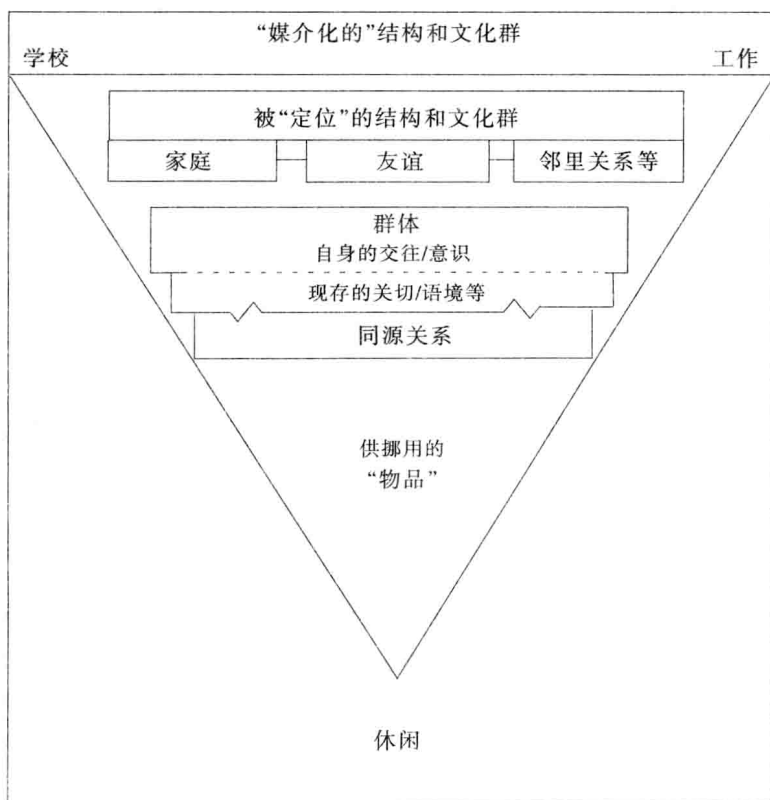 “媒介化的”结构和文化群
学校 工作
被“定位”的结构和文化群
家庭 友谊 邻里关系等
群体
自身的交往/意识
现存的关切/语境等
同源关系
供挪用的
“物品”
休闲